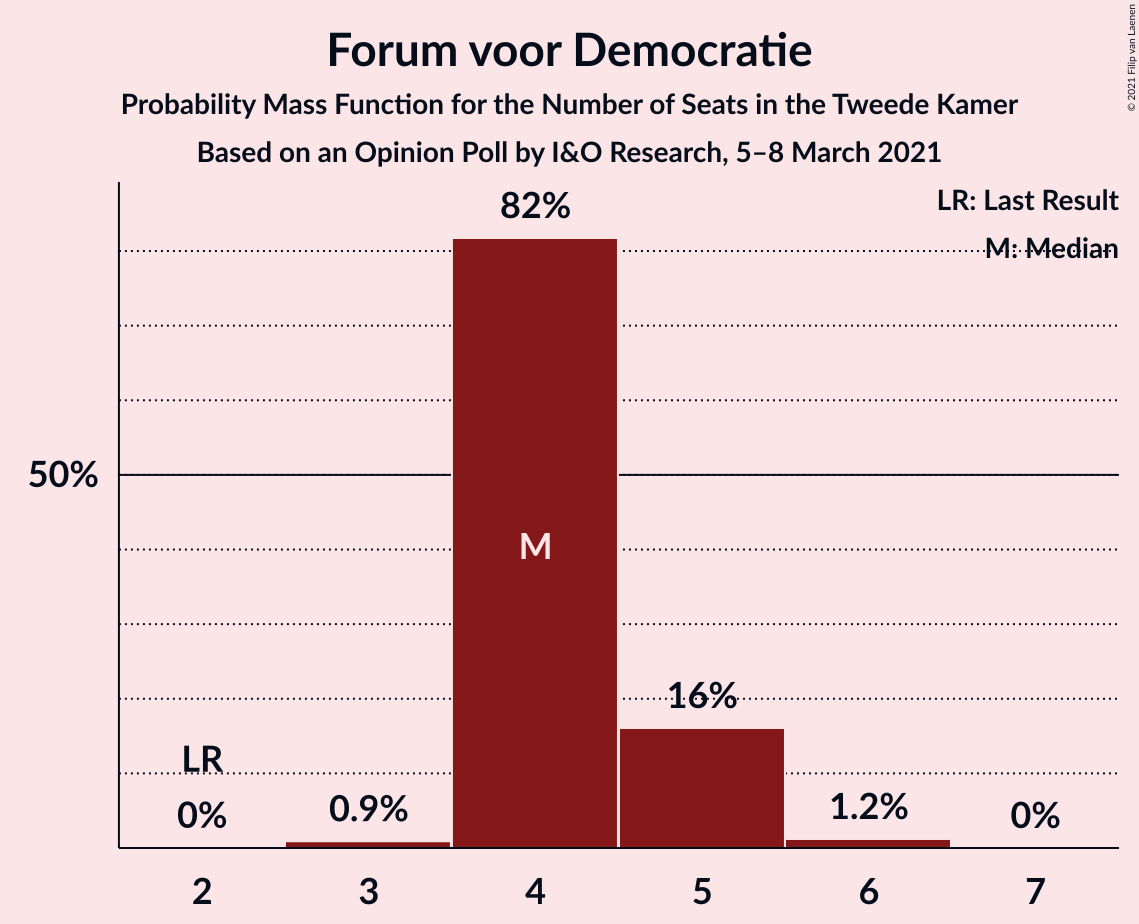 Forum voor Democratie
Probability Mass Function for the Number of Seats in the Tweede Kamer
Based on an Opinion Poll by I&O Research, 5–8 March 2021
© 2021 Filip van Laenen
LR: Last Result
M: Median
82%
50%
M
16%
LR
0%
0.9%
1.2%
0%
2 3 4 5 6 7